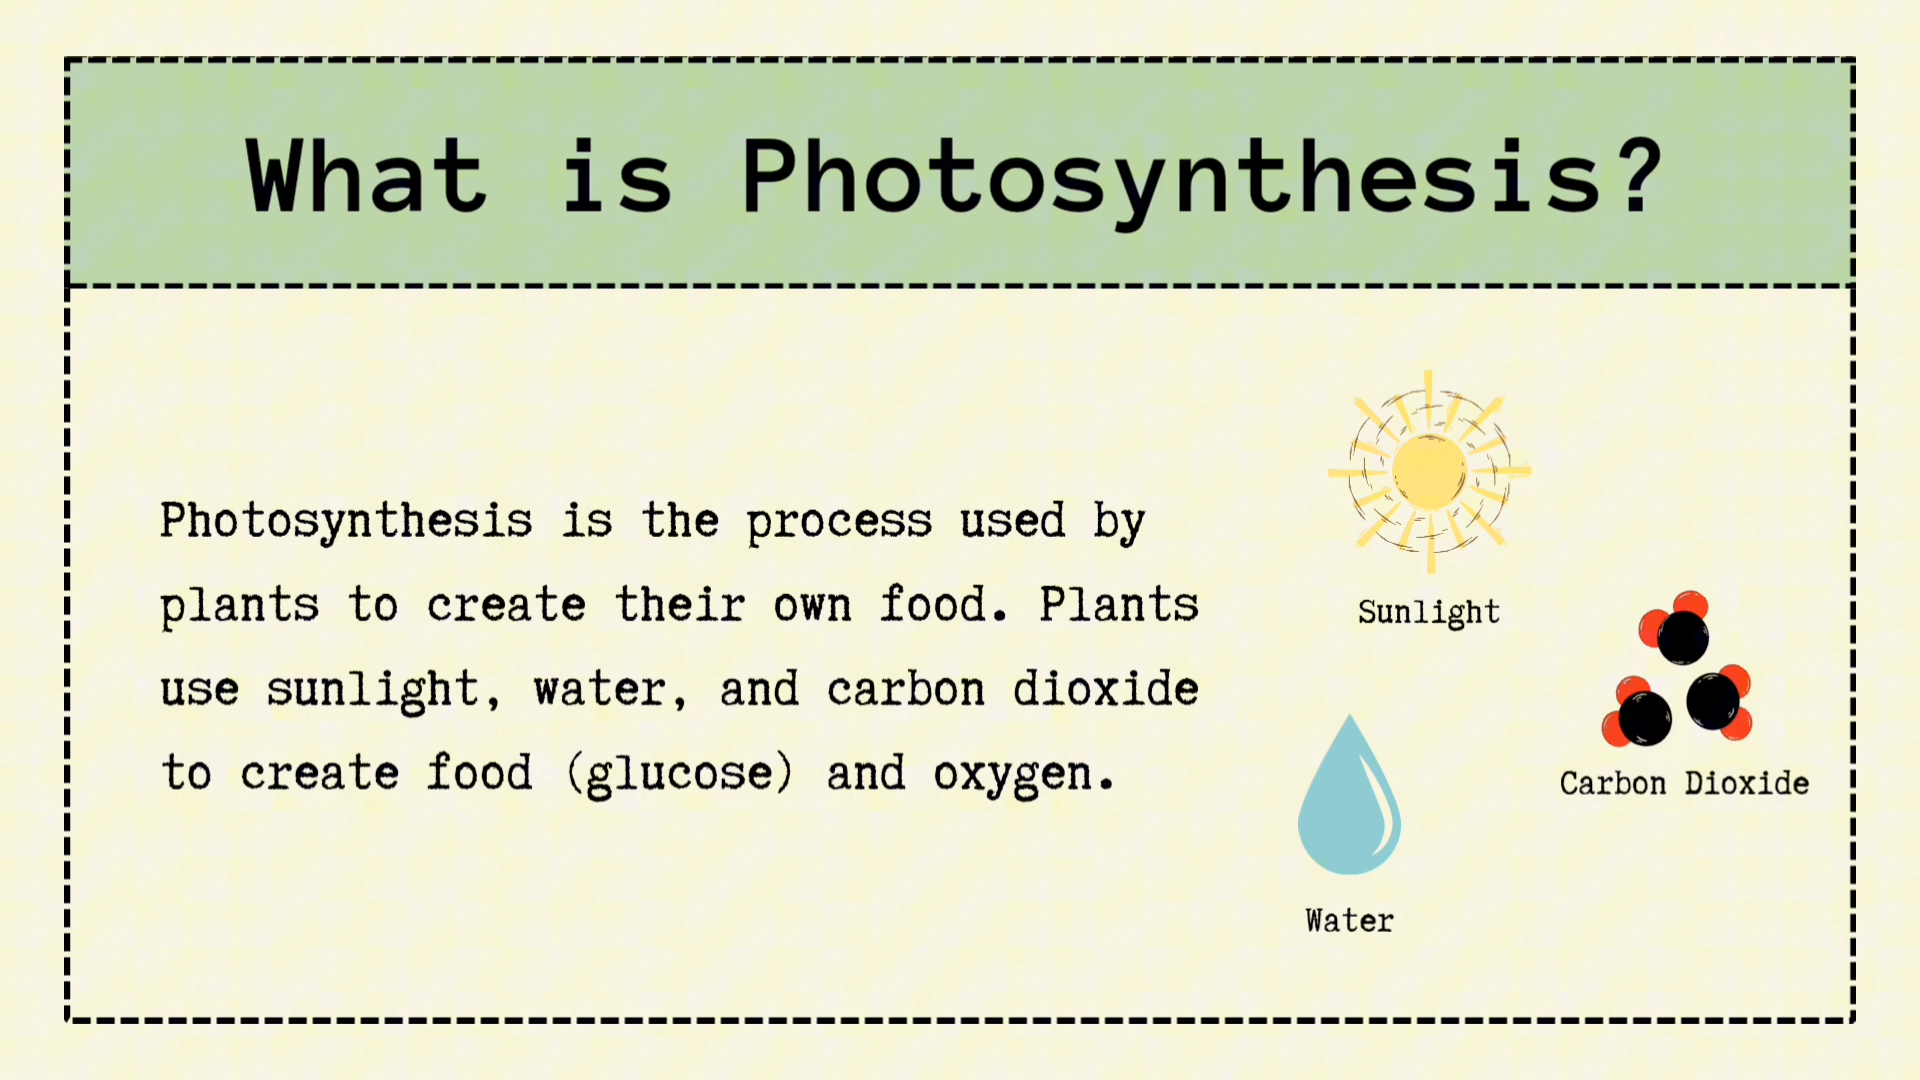 What is Photosynthesis?
Photosynthesis is the process used by
plants to create their own food. Plants
use sunlight, water, and carbon dioxide
to create food (glucose) and oxygen.
Sunlight
Carbon Dioxide
Water